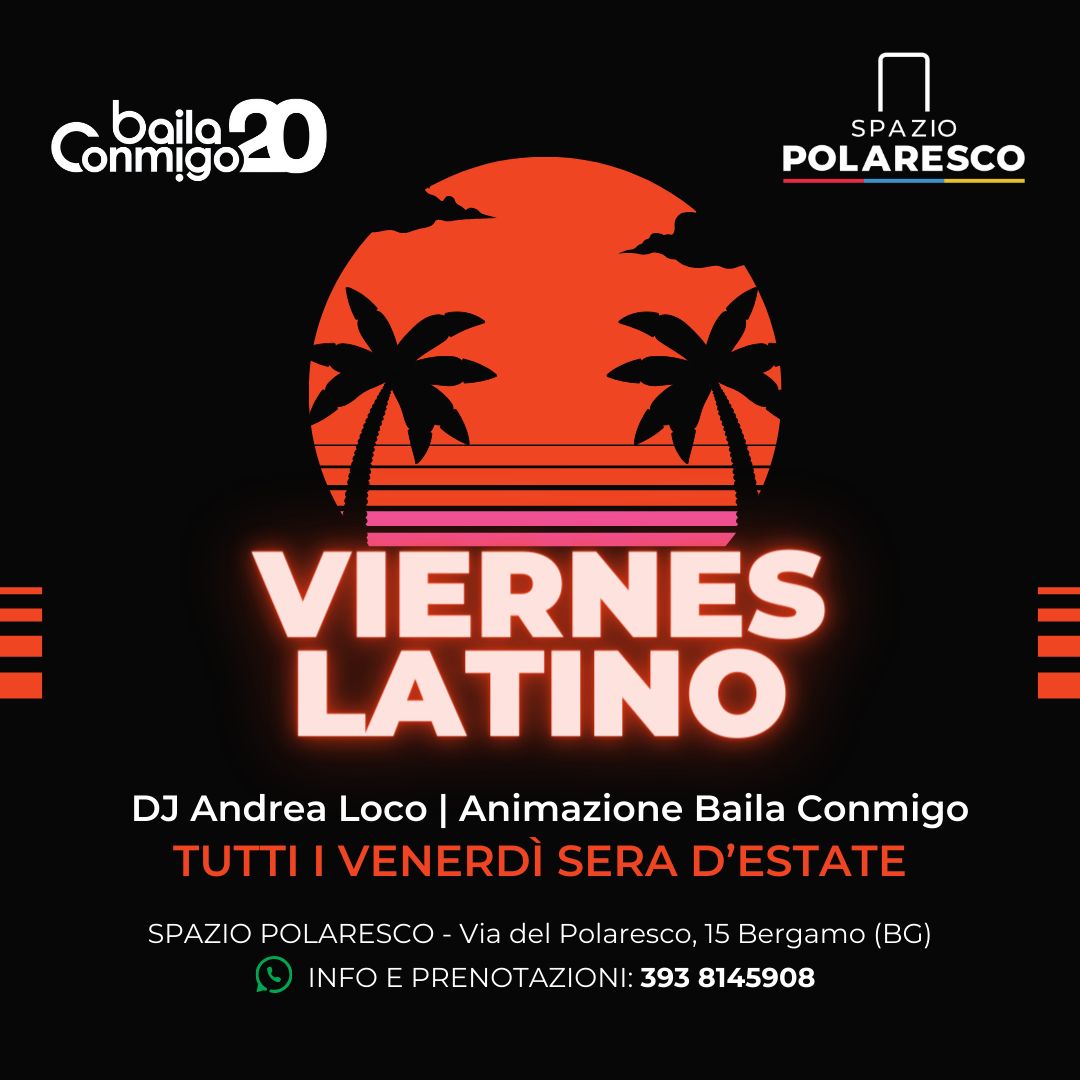 baila
Conmigo 20
SPAZIO
POLARESCO
VIERNES
LATINO
DJ Andrea Loco | Animazione Baila Conmigo
TUTTI I VENERDÌ SERA D’ESTATE
SPAZIO POLARESCO - Via del Polaresco, 15 Bergamo (BG)
INFO E PRENOTAZIONI: 393 8145908